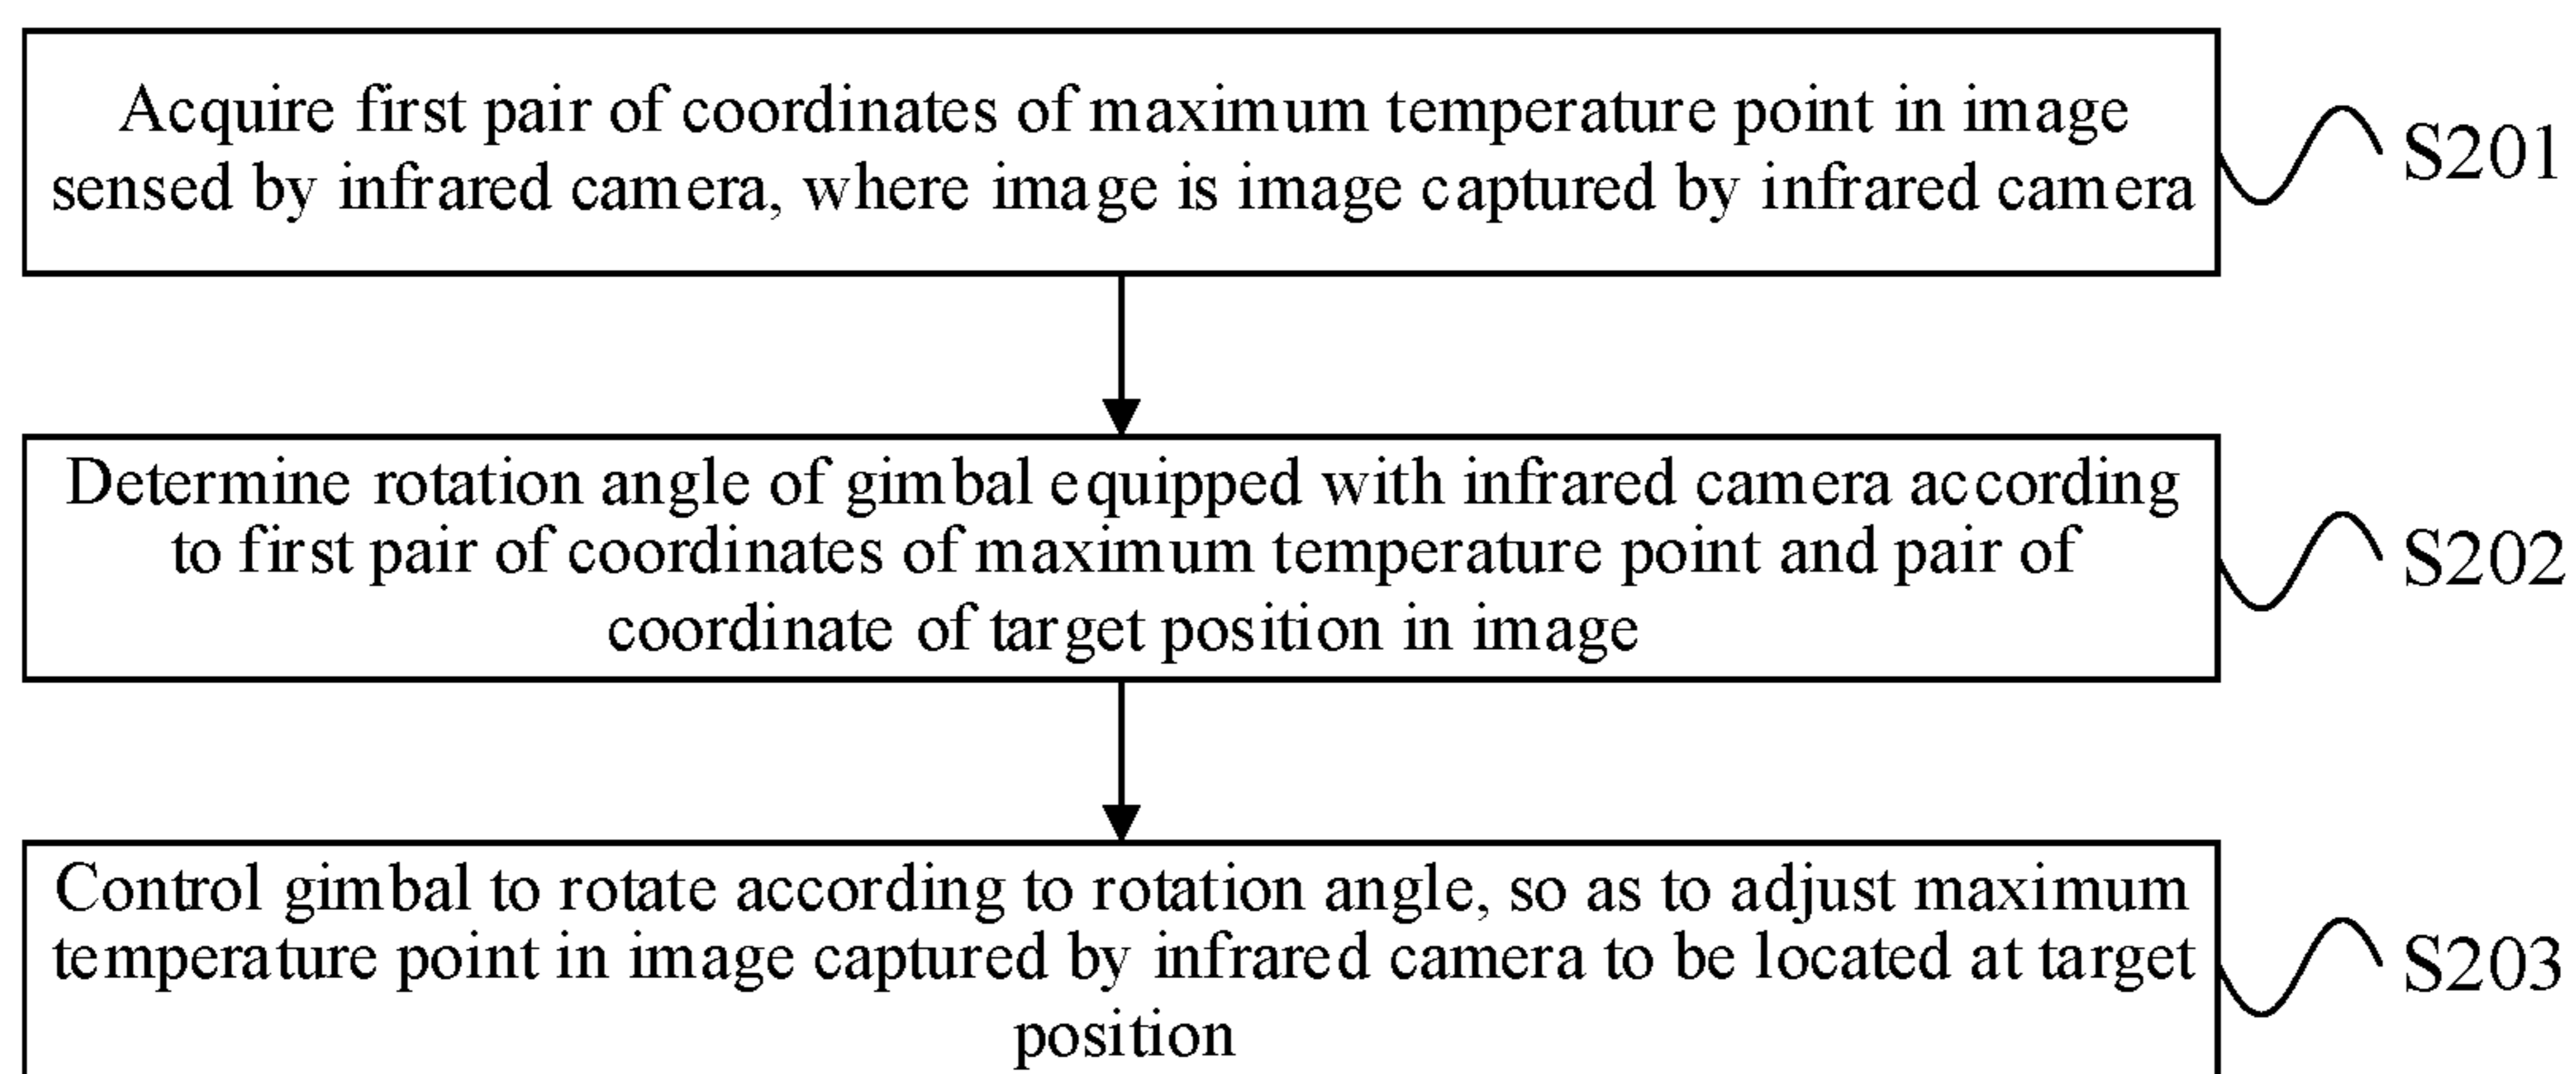 Acquire first pair of coordinates of maximum temperature point in image
sensed by infrared camera, where image is image captured by infrared camera
S201
Determine rotation angle of gimbal equipped with infrared camera according
to first pair of coordinates of maximum temperature point and pair of
coordinate of target position in image
S202
Control gimbal to rotate according to rotation angle, so as to adjust maximum
temperature point in image captured by infrared camera to be located at target
position
S203